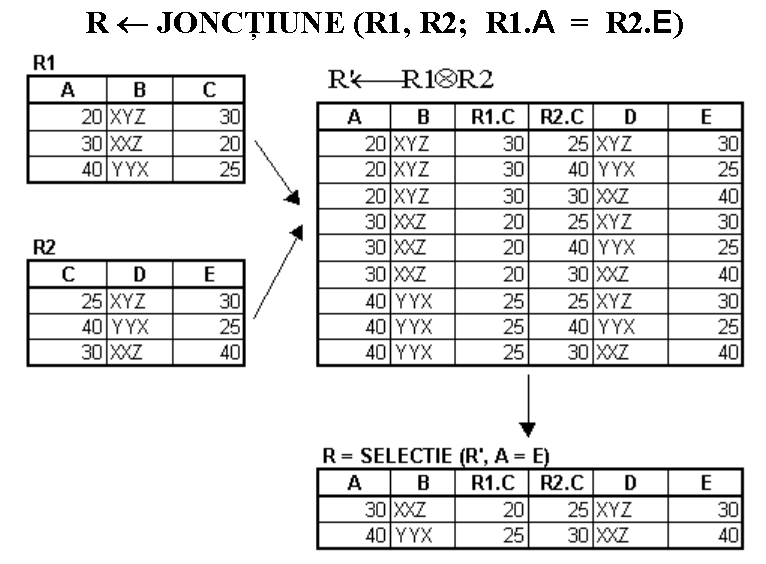 R ← JONCȚIUNE (R1, R2; R1.A = R2.E)
R1
A B C
20 XYZ 30
30 XXZ 20
40 YYX 25
R2
C D E
25 XYZ 30
40 YYX 25
30 XXZ 40
R'←R1⊗R2
A B R1.C R2.C D E
20 XYZ 30 25 XYZ 30
20 XYZ 30 40 YYX 25
20 XYZ 30 30 XXZ 40
30 XXZ 20 25 XYZ 30
30 XXZ 20 40 YYX 25
30 XXZ 20 30 XXZ 40
40 YYX 25 25 XYZ 30
40 YYX 25 40 YYX 25
40 YYX 25 30 XXZ 40
R = SELECTIE (R', A = E)
A B R1.C R2.C D E
30 XXZ 20 25 XYZ 30
40 YYX 25 30 XXZ 40